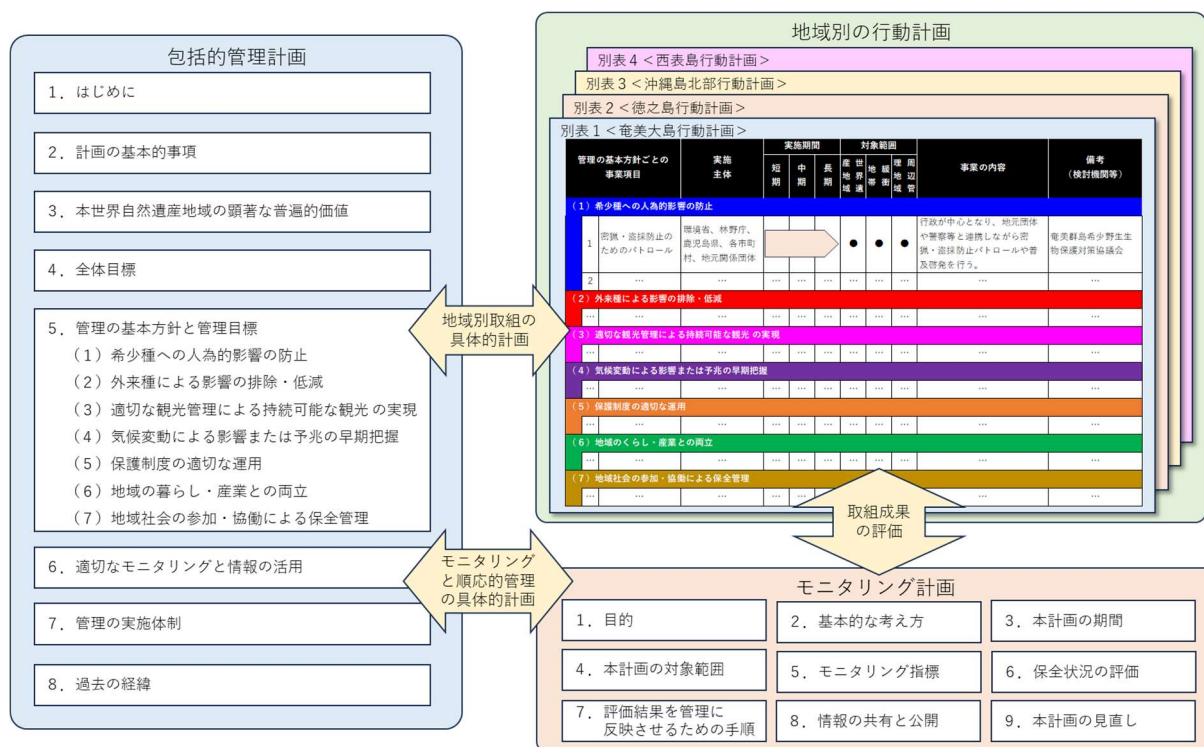 包括的管理計画
1．はじめに
2．計画の基本的事項
3．本世界自然遺産地域の顕著な普遍的価値
4．全体目標
5．管理の基本方針と管理目標
（1）希少種への人為的影響の防止
（2）外来種による影響の排除・低減
（3）適切な観光管理による持続可能な観光 の実現
（4）気候変動による影響または予兆の早期把握
（5）保護制度の適切な運用
（6）地域の暮らし・産業との両立
（7）地域社会の参加・協働による保全管理
6．適切なモニタリングと情報の活用
7．管理の実施体制
8．過去の経緯
地域別取組の
具体的計画
モニタリング
と順応的管理
の具体的計画
地域別の行動計画
別表４＜西表島行動計画＞
別表３＜沖縄島北部行動計画＞
別表２＜徳之島行動計画＞
別表１＜奄美大島行動計画＞
管理の基本方針ごとの
事業項目
実施
主体
実施期間
短期
中期
長期
対象範囲
世界遺産地域
緩衝地帯
周辺管理地域
事業の内容
備考
（検討機関等）
（1）希少種への人為的影響の防止
1
密猟・盗採防止の
ためのパトロール
環境省、林野庁、
鹿児島県、各市町
村、地元関係団体
● ● ●
行政が中心となり、地元団体
や警察等と連携しながら密
猟・盗採防止パトロールや普
及啓発を行う。
奄美群島希少野生生
物保護対策協議会
2 … … … … … … … … … …
（2）外来種による影響の排除・低減
… … … … … … … … … … …
（3）適切な観光管理による持続可能な観光 の実現
… … … … … … … … … … …
（4）気候変動による影響または予兆の早期把握
… … … … … … … … … … …
（5）保護制度の適切な運用
… … … … … … … … … … …
（6）地域のくらし・産業との両立
… … … … … … … … … … …
（7）地域社会の参加・協働による保全管理
… … … … … … … … … … …
取組成果
の評価
モニタリング計画
1．目的
2．基本的な考え方
3．本計画の期間
4．本計画の対象範囲
5．モニタリング指標
6．保全状況の評価
7．評価結果を管理に
反映させるための手順
8．情報の共有と公開
9．本計画の見直し